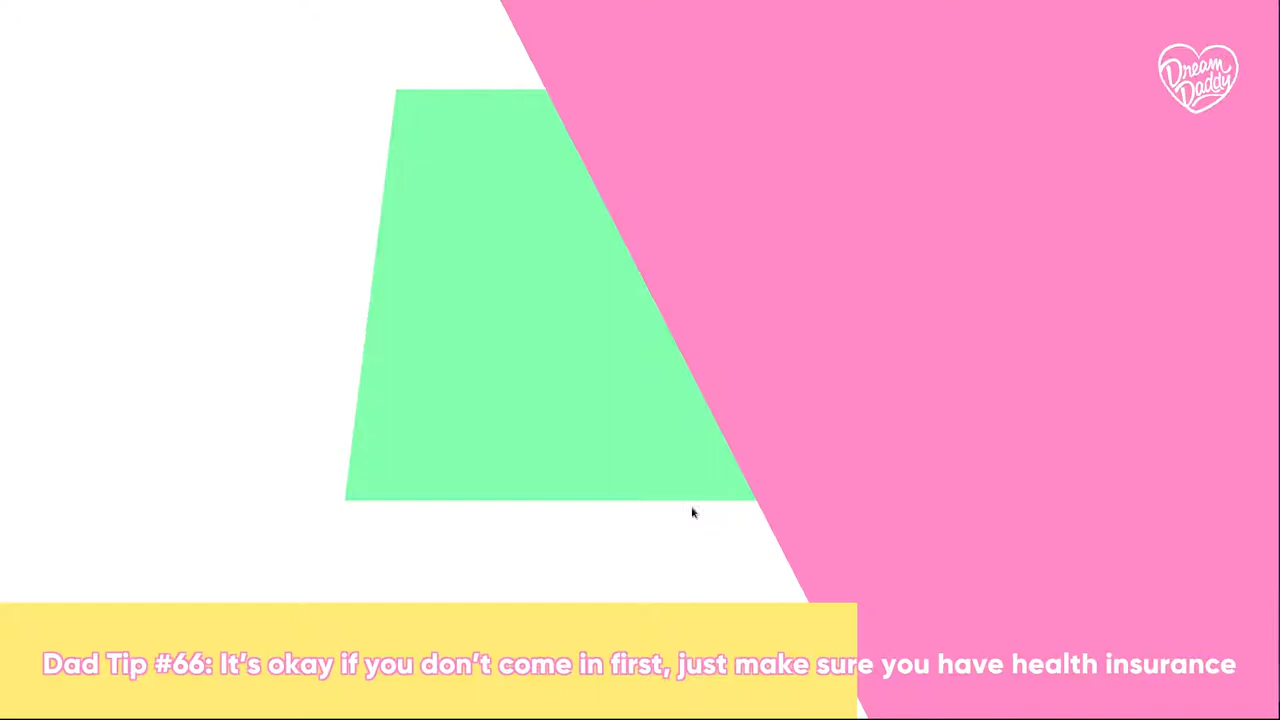 Dream
Daddy
Dad Tip #66: It's okay if you don't come in first, just make sure you have health insurance